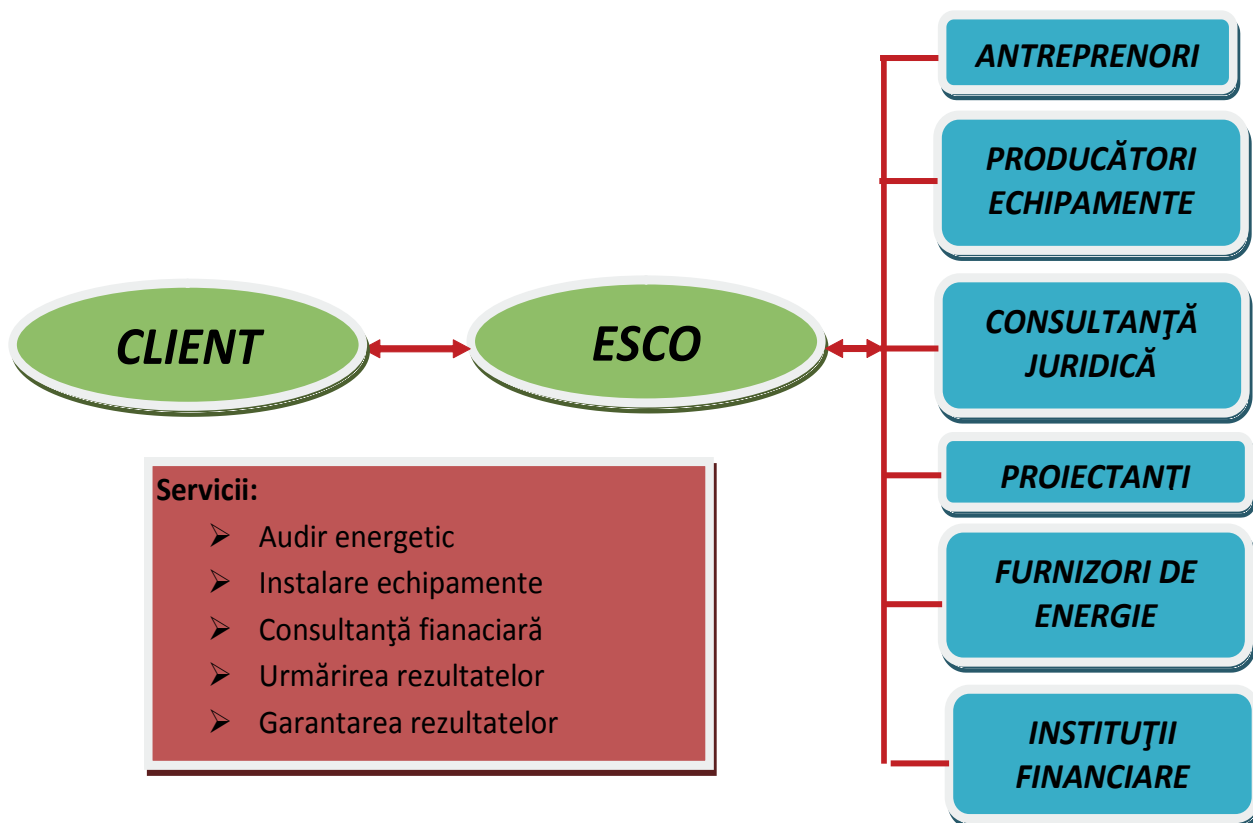 ANTREPRENORI
PRODUCĂTORI
ECHIPAMENTE
CLIENT
ESCO
CONSULTANŢĂ
JURIDICĂ
Servicii:
➢ Audir energetic
➢ Instalare echipamente
➢ Consultanţă fianaciară
➢ Urmărirea rezultatelor
➢ Garantarea rezultatelor
PROIECTANŢI
FURNIZORI DE
ENERGIE
INSTITUŢII
FINANCIARE